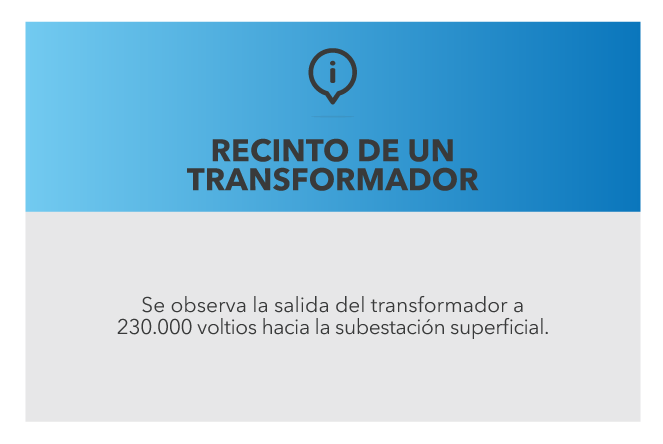 RECINTO DE UN
TRANSFORMADOR
Se observa la salida del transformador a
230.000 voltios hacia la subestación superficial.